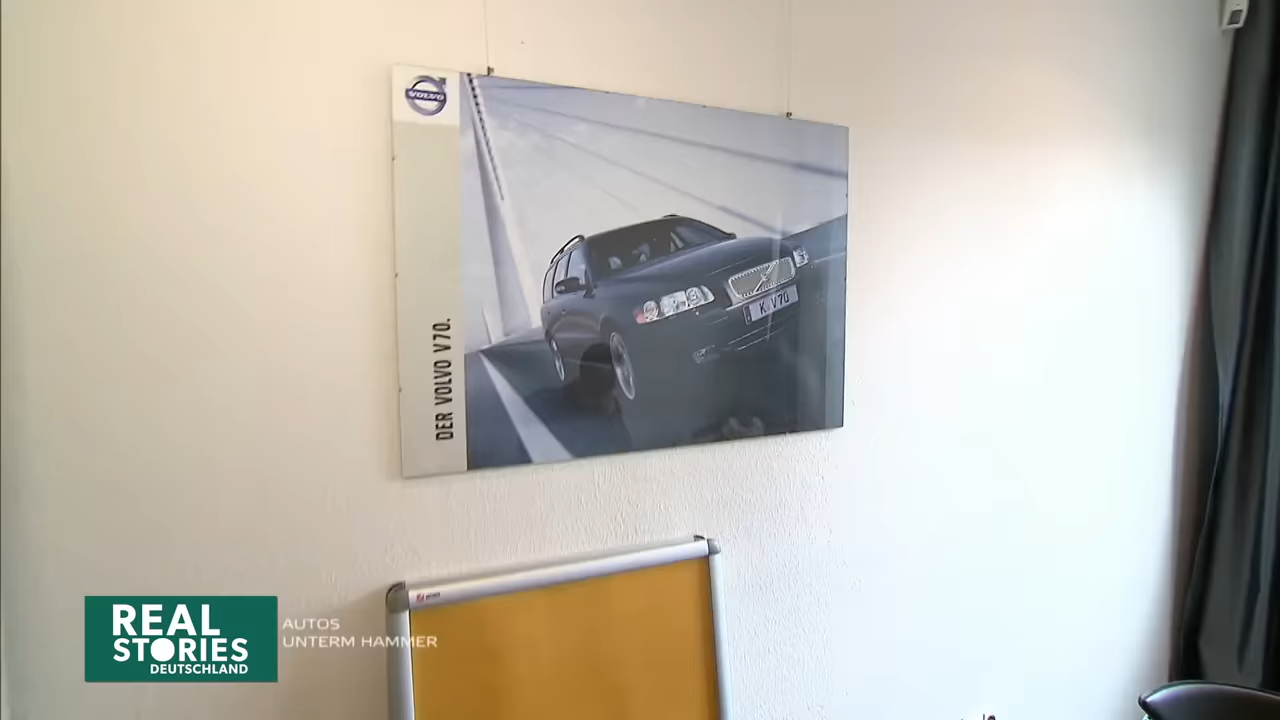 VOLVO
DER VOLVO V70.
K V70
REAL
STORIES
DEUTSCHLAND
AUTOS
UNTERM HAMMER